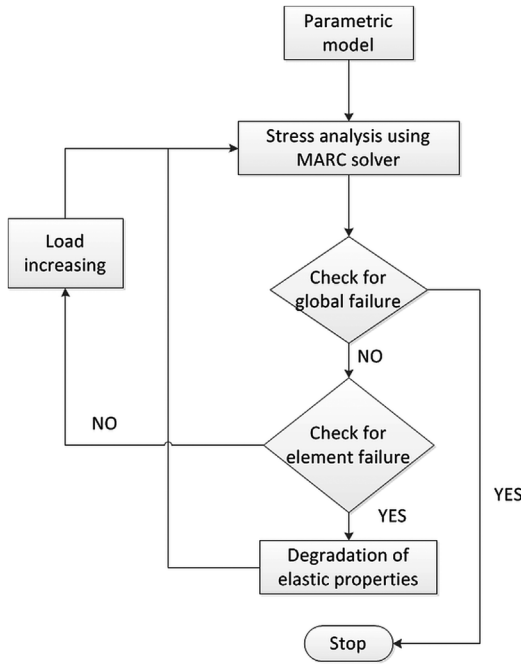 Parametric
model
Stress analysis using
MARC solver
Load
increasing
Check for
global failure
NO
Check for
element failure
NO
YES
YES
Degradation of
elastic properties
Stop